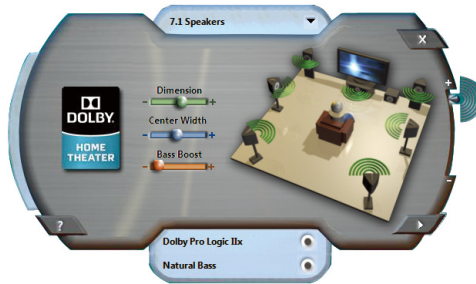 7.1 Speakers
X
DOLBY
HOME
THEATER
Dimension
- +
Center Width
- +
Bass Boost
- +
+
-
?
Dolby Pro Logic IIx
Natural Bass